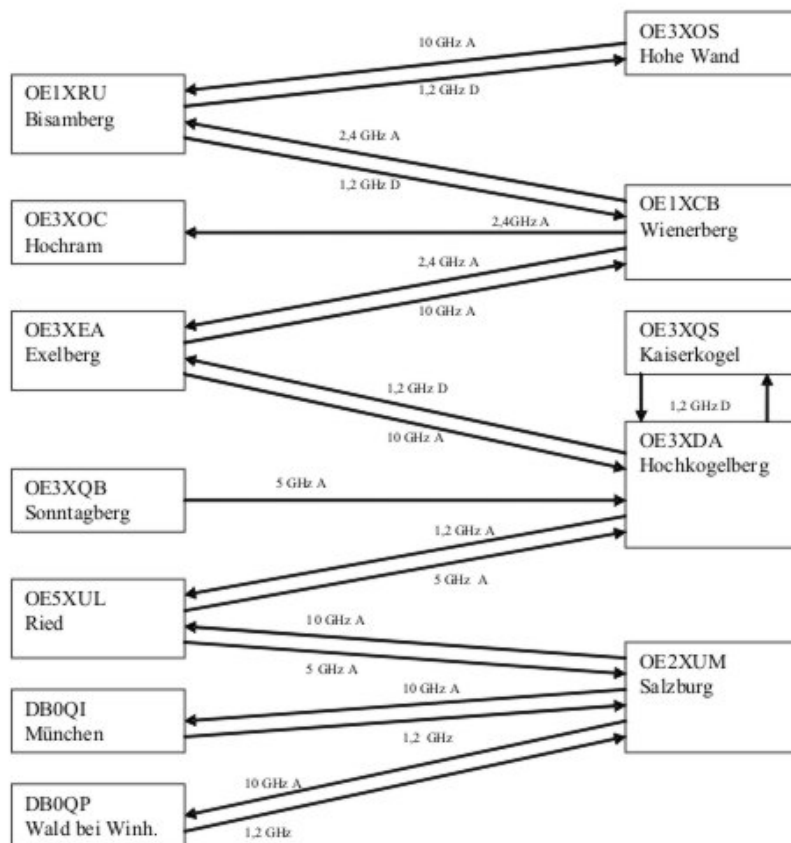 OE3XOS
Hohe Wand
10 GHz A
OE1XRU
Bisamberg
1,2 GHz D
2,4 GHz A
1,2 GHz D
OE1XCB
Wienerberg
OE3XOC
Hochram
2,4GHz A
2,4 GHz A
10 GHz A
OE3XEA
Exelberg
OE3XQS
Kaiserkogel
1,2 GHz D
1,2 GHz D
10 GHz A
OE3XDA
Hochkogelberg
OE3XQB
Sonntagberg
5 GHz A
1,2 GHz A
5 GHz A
OE5XUL
Ried
10 GHz A
5 GHz A
OE2XUM
Salzburg
10 GHz A
DB0QI
München
1,2 GHz
10 GHz A
DB0QP
Wald bei Winh.
1,2 GHz